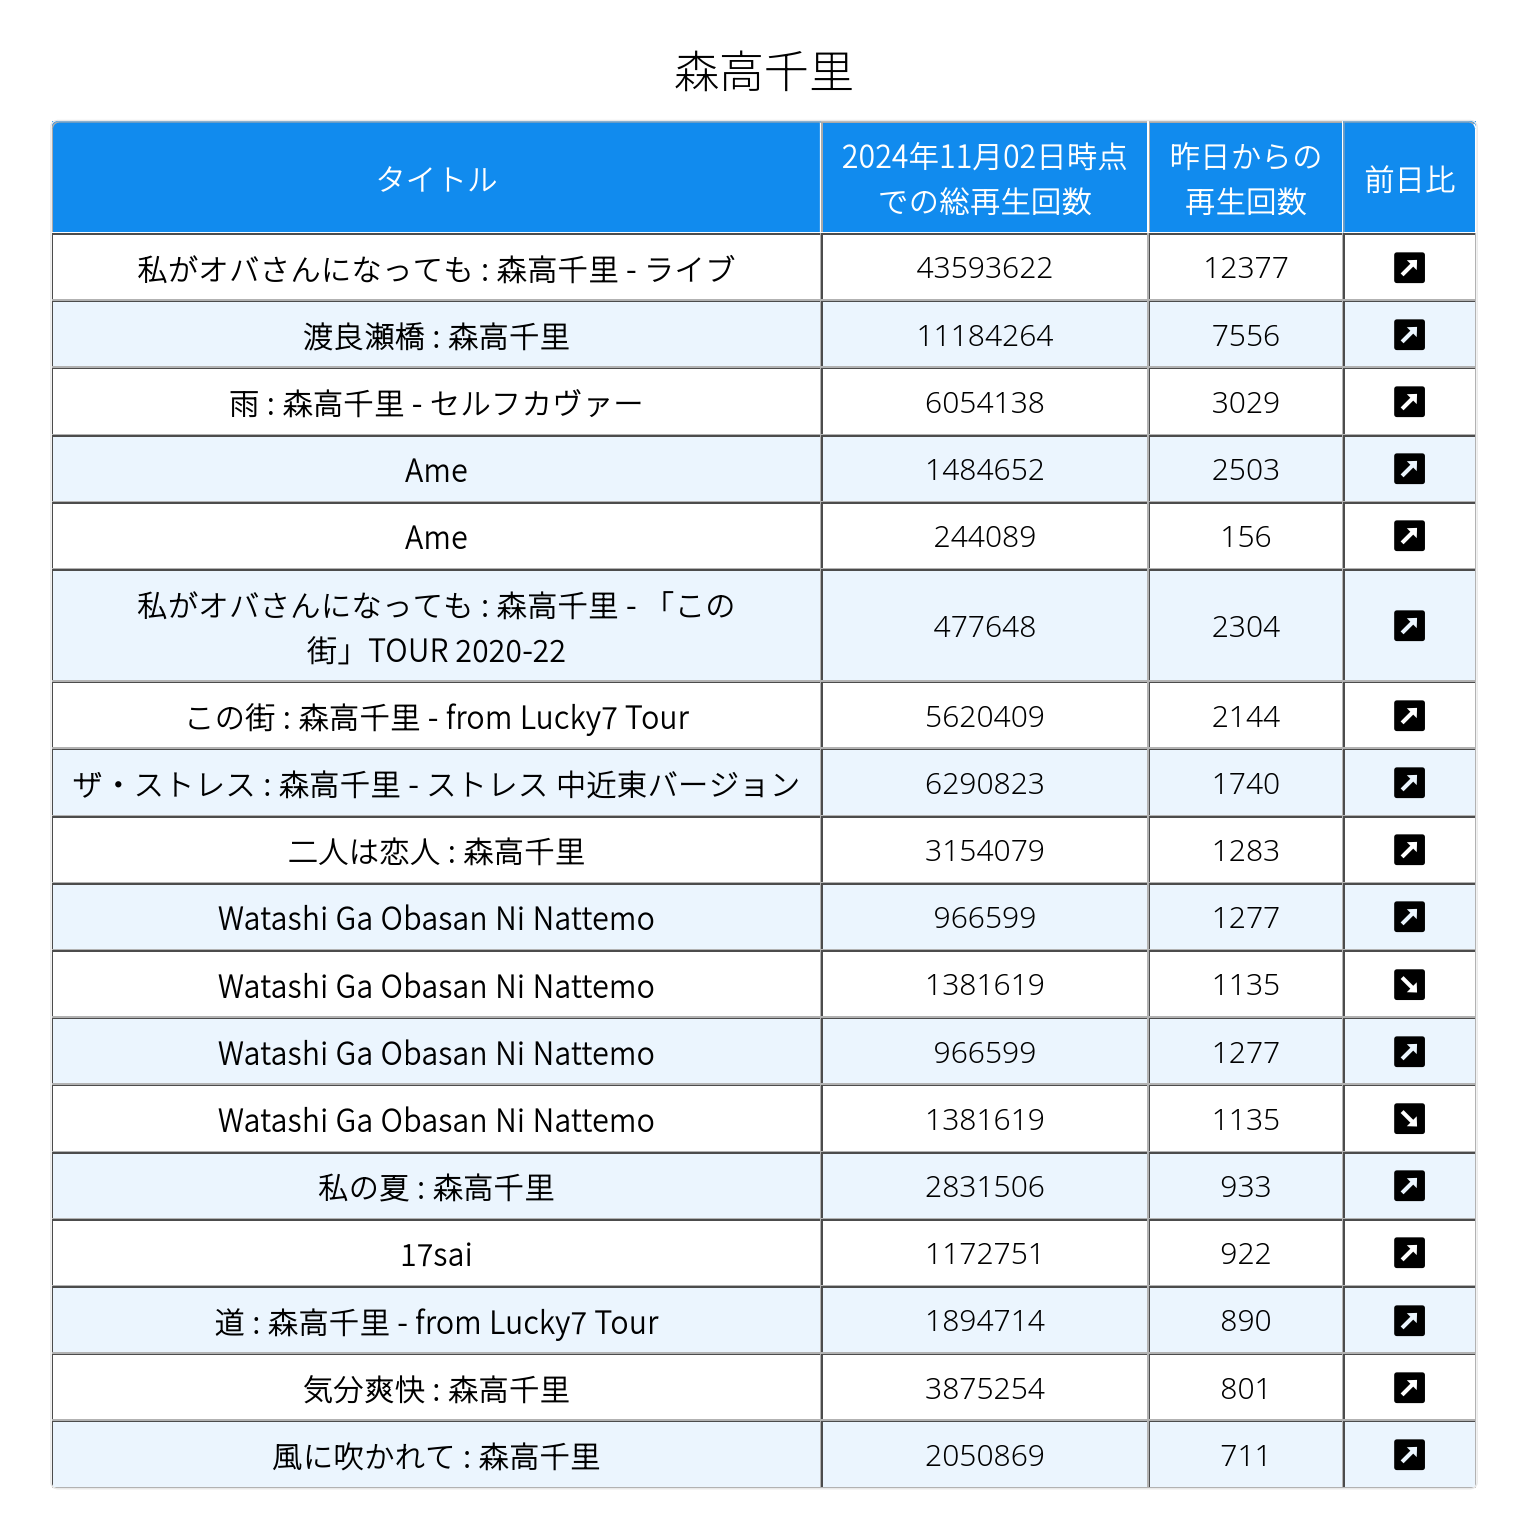 森高千里
タイトル
2024年11月02日時点
での総再生回数
昨日からの
再生回数
前日比
私がオバさんになっても : 森高千里 - ライブ 43593622 12377
渡良瀬橋 : 森高千里 11184264 7556
雨 : 森高千里 - セルフカヴァー 6054138 3029
Ame 1484652 2503
Ame 244089 156
私がオバさんになっても : 森高千里 - 「この
街」TOUR 2020-22
477648 2304
この街 : 森高千里 - from Lucky7 Tour 5620409 2144
ザ・ストレス : 森高千里 - ストレス 中近東バージョン 6290823 1740
二人は恋人 : 森高千里 3154079 1283
Watashi Ga Obasan Ni Nattemo 966599 1277
Watashi Ga Obasan Ni Nattemo 1381619 1135
Watashi Ga Obasan Ni Nattemo 966599 1277
Watashi Ga Obasan Ni Nattemo 1381619 1135
私の夏 : 森高千里 2831506 933
17sai 1172751 922
道 : 森高千里 - from Lucky7 Tour 1894714 890
気分爽快 : 森高千里 3875254 801
風に吹かれて : 森高千里 2050869 711